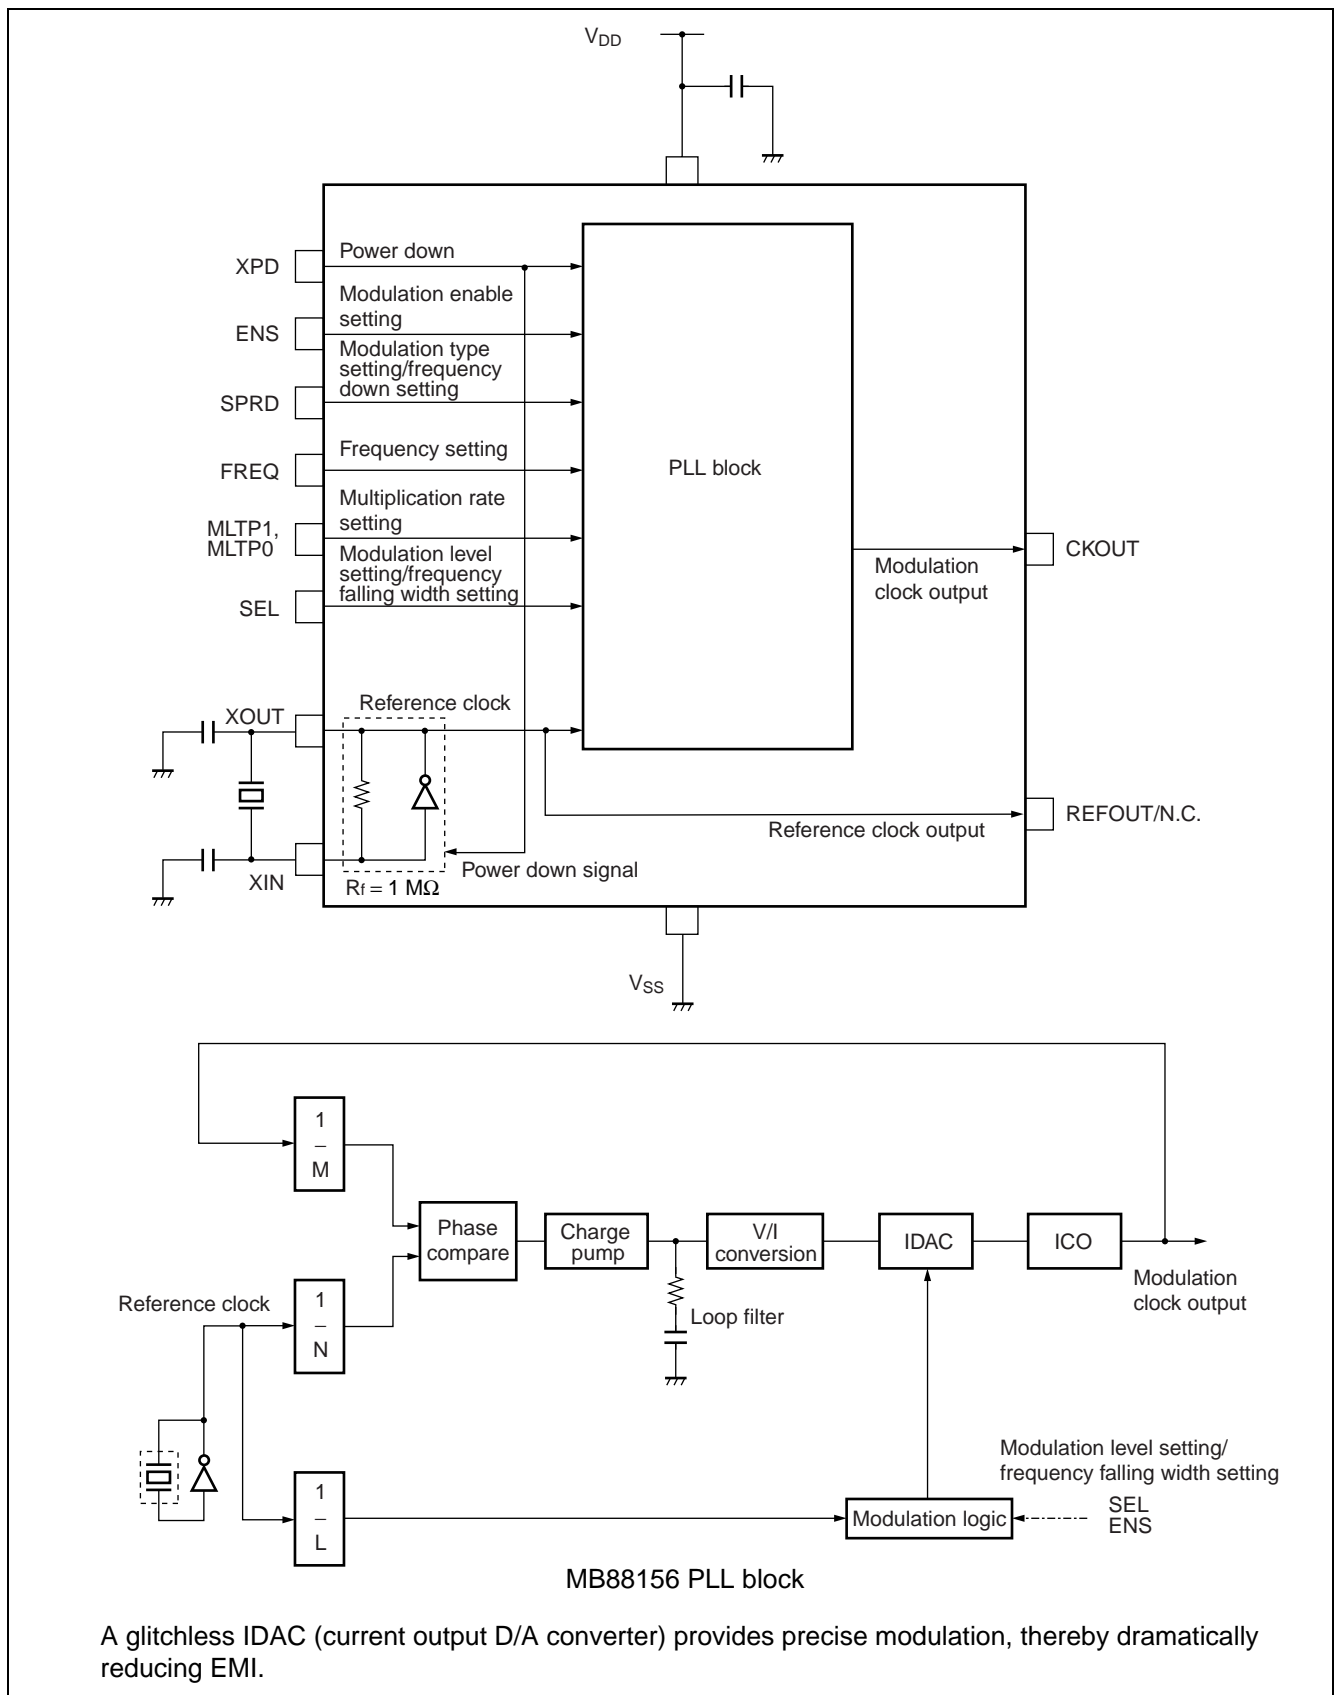 VDD
XPD
Power down
Modulation enable
setting
ENS
Modulation type
setting/frequency
down setting
SPRD
Frequency setting
FREQ
PLL block
Multiplication rate
setting
MLTP1,
MLTP0
Modulation level
setting/frequency
falling width setting
SEL
CKOUT
Modulation
clock output
Reference clock
XOUT
REFOUT/N.C.
Reference clock output
Power down signal
XIN
Rf = 1 MΩ
VSS
1
–
M
Phase
compare
Charge
pump
V/I
conversion
IDAC
ICO
Modulation
clock output
Reference clock
1
–
N
Loop filter
Modulation level setting/
frequency falling width setting
SEL
ENS
1
–
L
Modulation logic
MB88156 PLL block
A glitchless IDAC (current output D/A converter) provides precise modulation, thereby dramatically
reducing EMI.